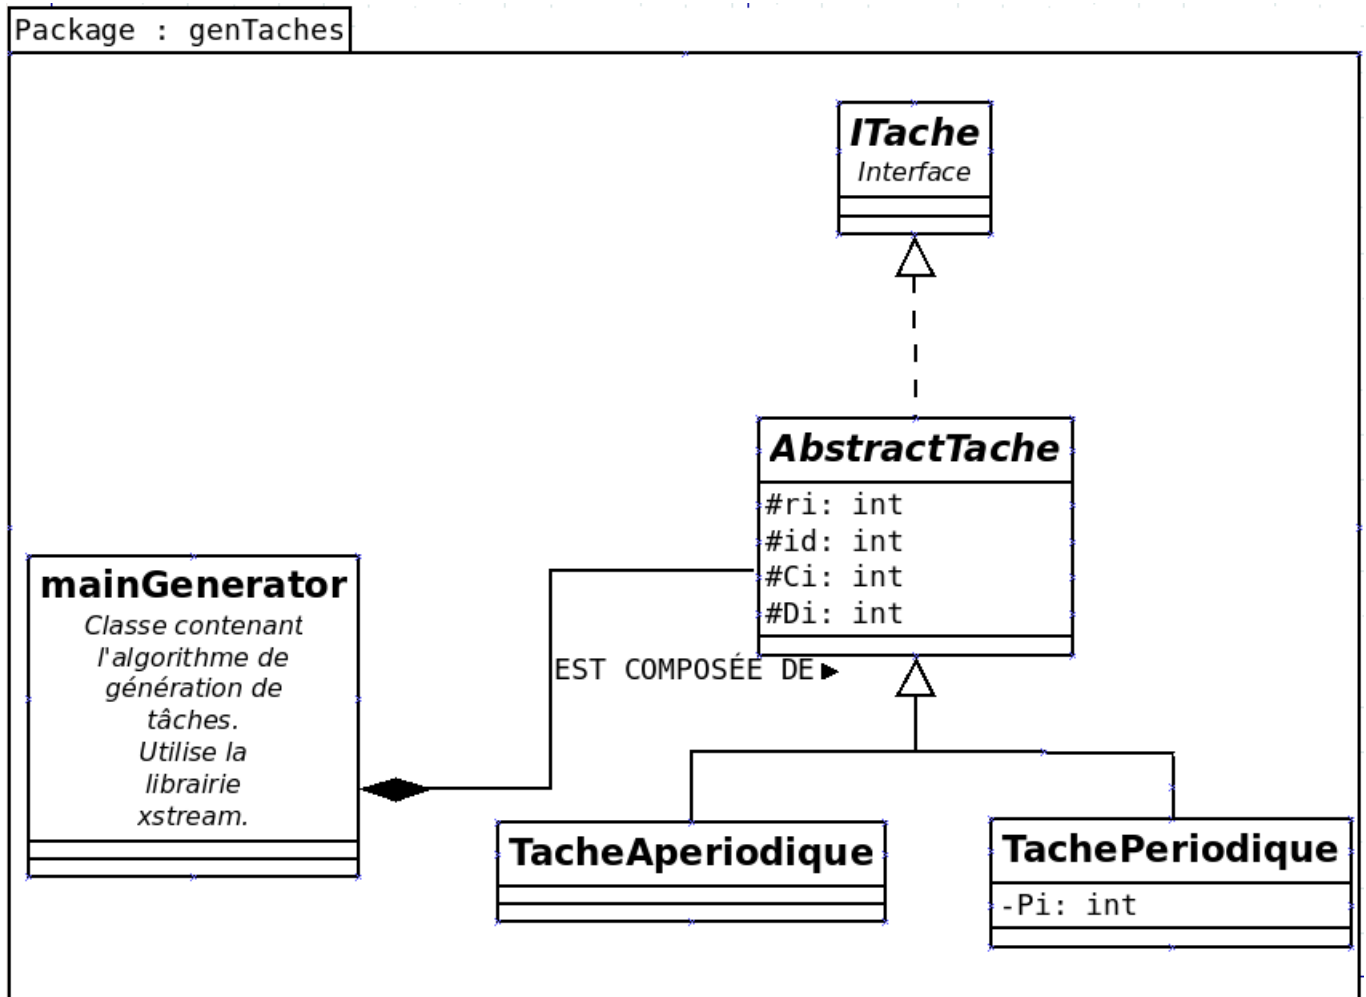 Package : genTaches
ITache
Interface
AbstractTache
#ri: int
#id: int
#Ci: int
#Di: int
mainGenerator
Classe contenant
l'algorithme de
génération de
tâches.
Utilise la
librairie
xstream.
EST COMPOSÉE DE
TacheAperiodique
TachePeriodique
-Pi: int